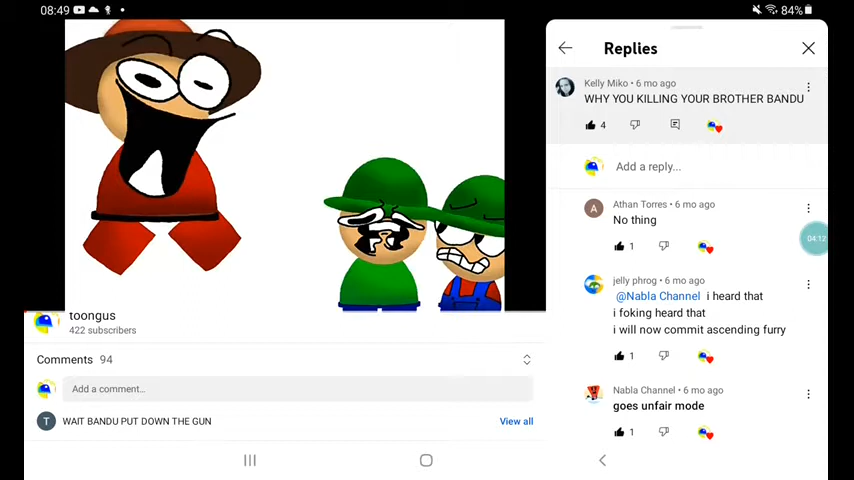 08:49
84%
Replies
Kelly Miko • 6 mo ago
WHY YOU KILLING YOUR BROTHER BANDU
4
Add a reply...
A
Athan Torres • 6 mo ago
No thing
1
04:12
jelly phrog • 6 mo ago
@Nabla Channel i heard that
i foking heard that
i will now commit ascending furry
1
Nabla Channel • 6 mo ago
goes unfair mode
1
toongus
422 subscribers
Comments 94
Add a comment...
T
WAIT BANDU PUT DOWN THE GUN
View all